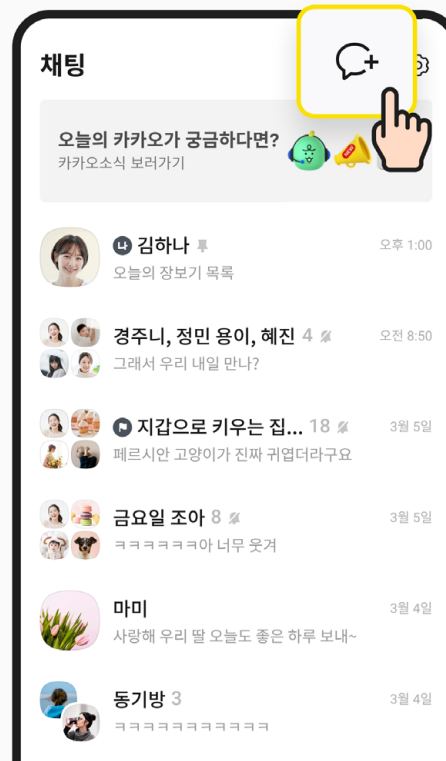 채팅
오늘의 카카오가 궁금하다면?
카카오소식 보러가기
나 김하나 오후 1:00
오늘의 장보기 목록
경주니, 정민 용이, 혜진 4 오전 8:50
그래서 우리 내일 만나?
지갑으로 키우는 집... 18 3월 5일
페르시안 고양이가 진짜 귀엽더라구요
금요일 조아 8 3월 5일
ㅋㅋㅋㅋㅋㅋ아 너무 웃겨
마미 3월 4일
사랑해 우리 딸 오늘도 좋은 하루 보내~
동기방 3 3월 4일
ㅋㅋㅋㅋㅋㅋㅋㅋㅋㅋㅋ